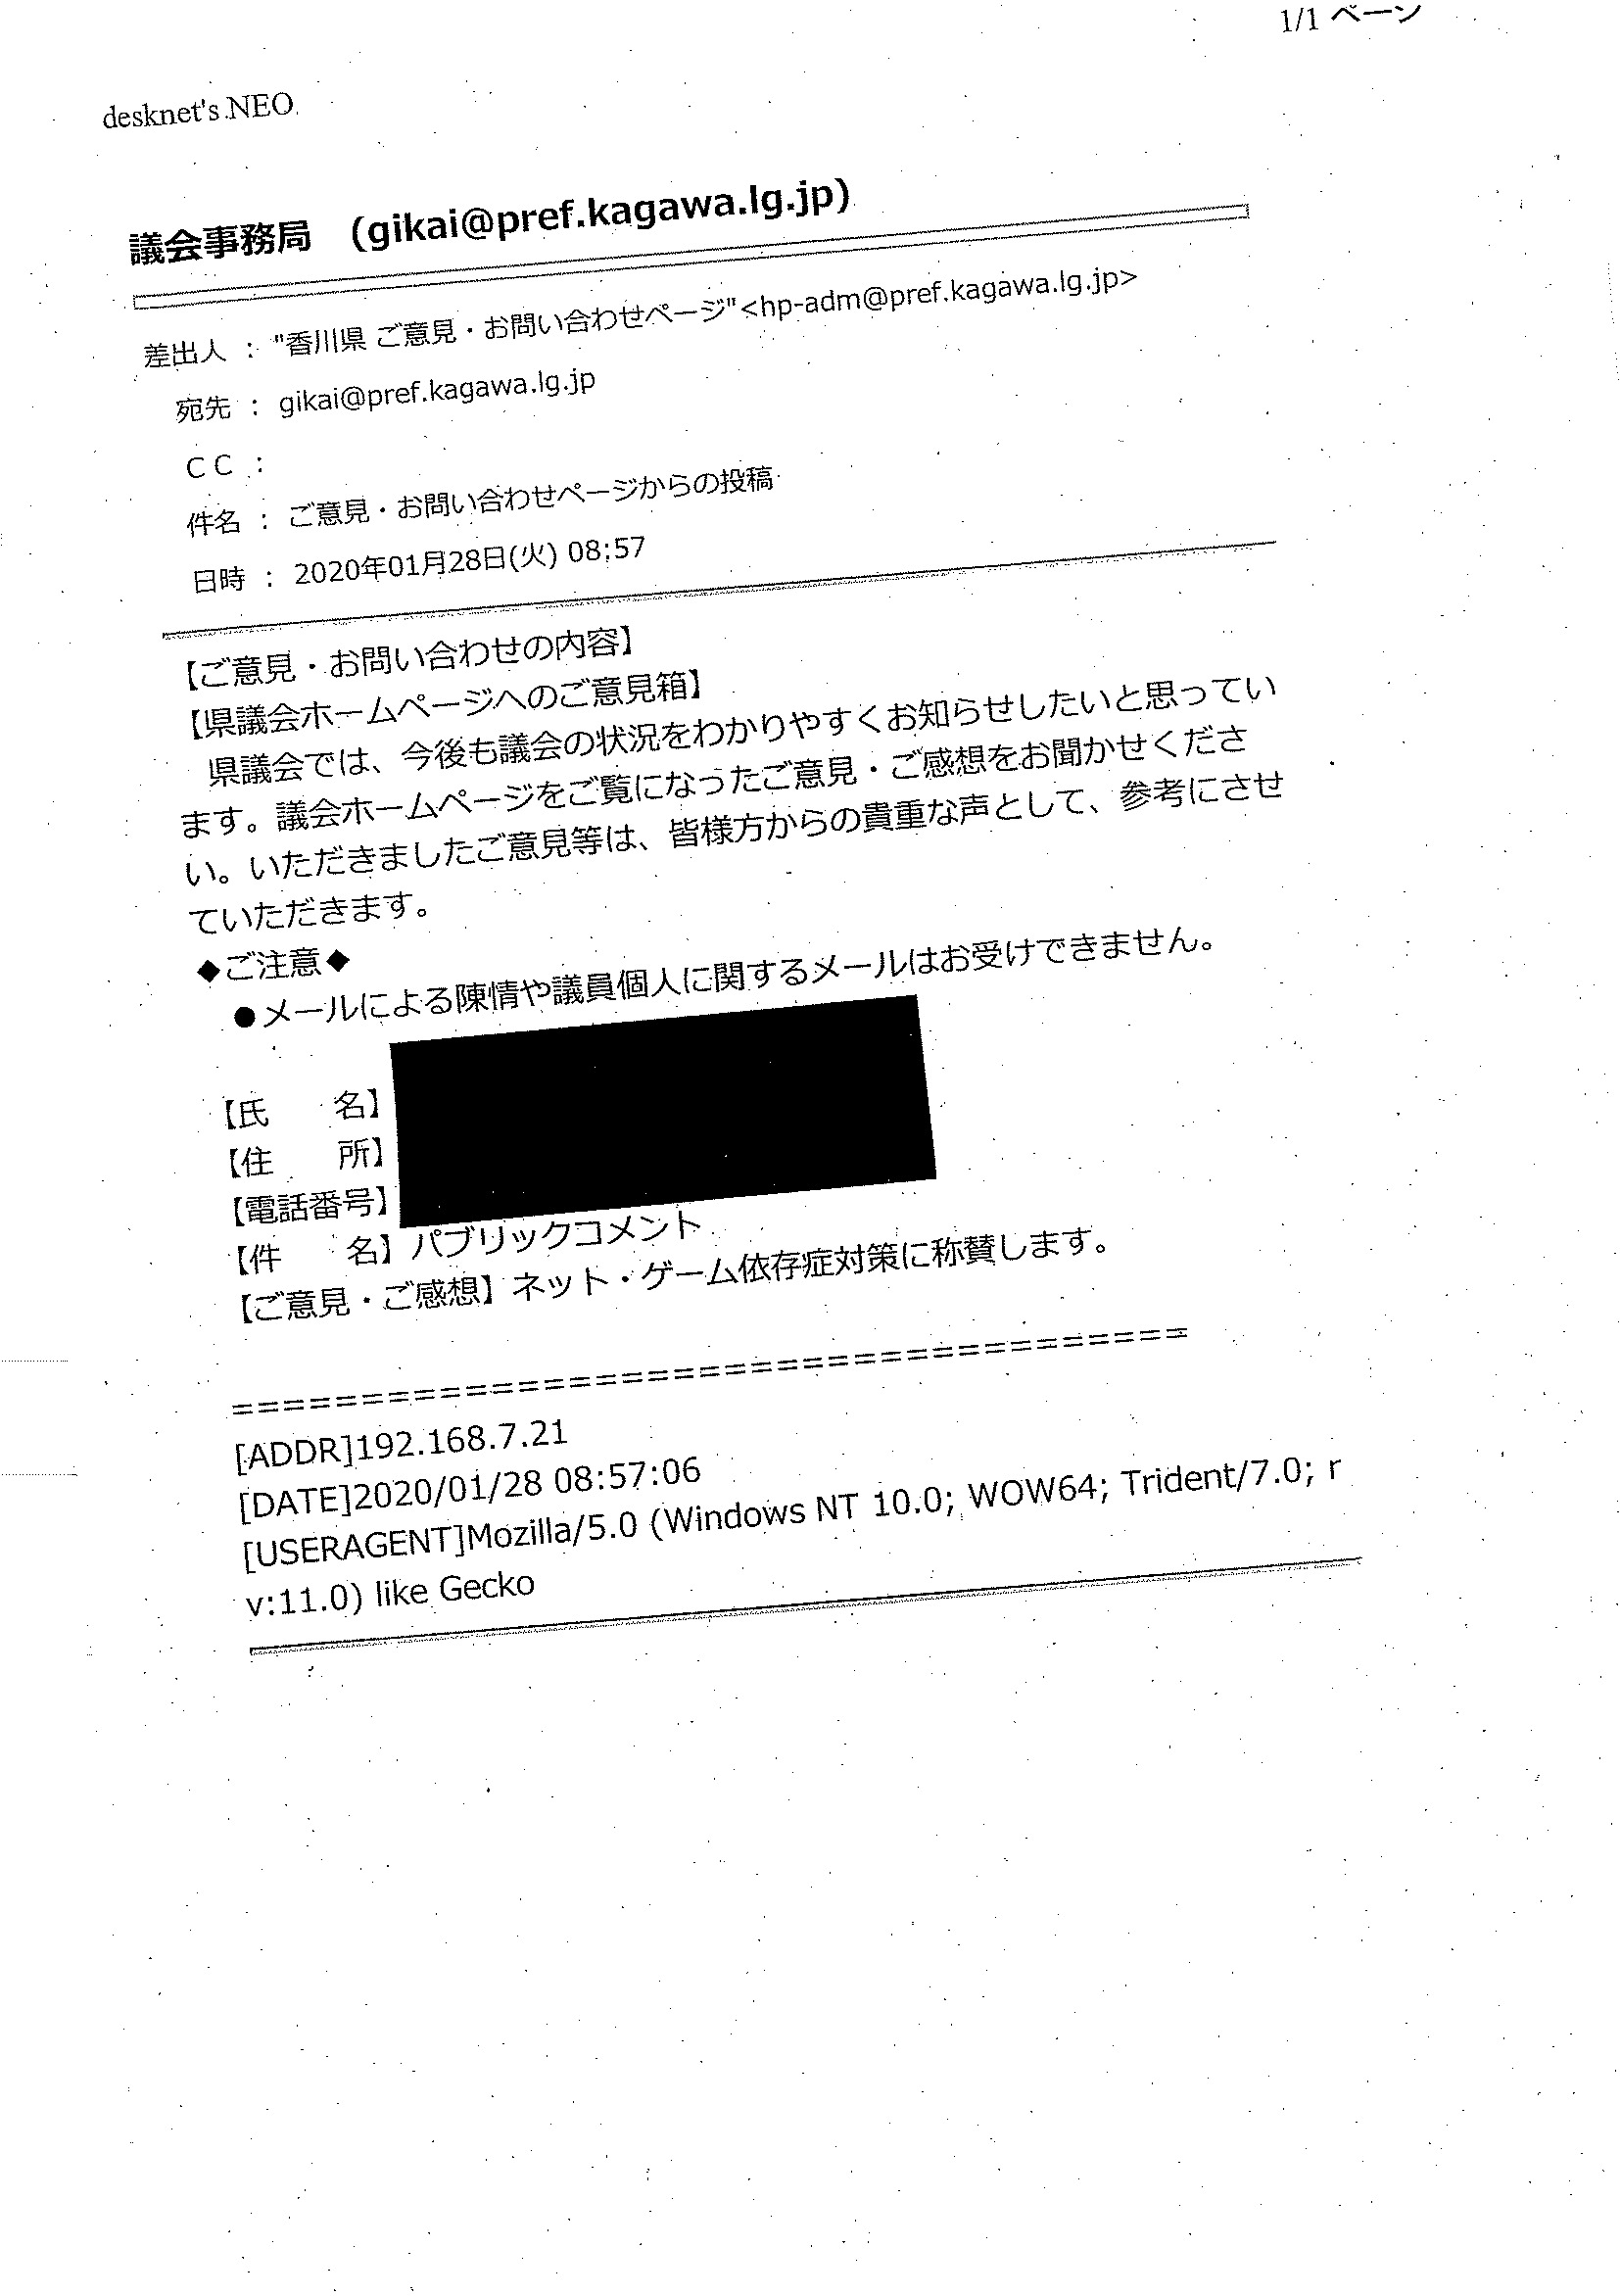 1/1 ページ
desknet's NEO
議会事務局 (gikai@pref.kagawa.lg.jp)
差出人 : "香川県 ご意見・お問い合わせページ"<hp-adm@pref.kagawa.lg.jp>
宛先 : gikai@pref.kagawa.lg.jp
CC :
件名 : ご意見・お問い合わせページからの投稿
日時 : 2020年01月28日(火) 08:57
【ご意見・お問い合わせの内容】
【県議会ホームページへのご意見箱】
県議会では、今後も議会の状況をわかりやすくお知らせしたいと思ってい
ます。議会ホームページをご覧になったご意見・ご感想をお聞かせくださ
い。いただきましたご意見等は、皆様方からの貴重な声として、参考にさせ
ていただきます。
◆ご注意◆
●メールによる陳情や議員個人に関するメールはお受けできません。
【氏　　名】
【住　　所】
【電話番号】
【件　　名】パブリックコメント
【ご意見・ご感想】ネット・ゲーム依存症対策に称賛します。
=====================================
[ADDR]192.168.7.21
[DATE]2020/01/28 08:57:06
[USERAGENT]Mozilla/5.0 (Windows NT 10.0; WOW64; Trident/7.0; r
v:11.0) like Gecko